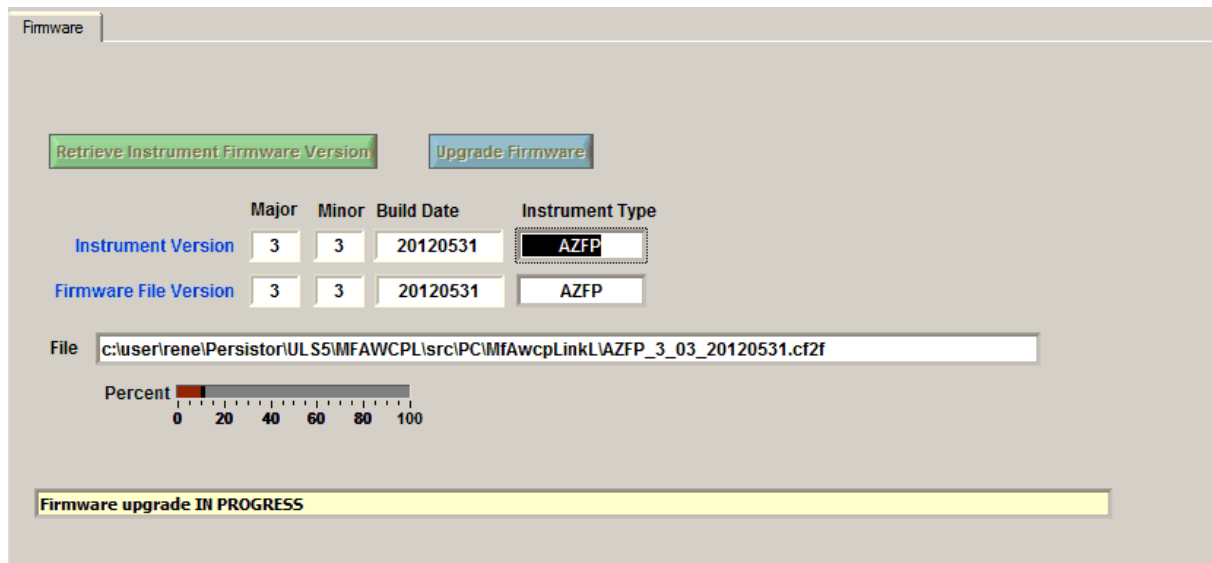 Firmware
Retrieve Instrument Firmware Version Upgrade Firmware
Major Minor Build Date Instrument Type
Instrument Version 3 3 20120531 AZFP
Firmware File Version 3 3 20120531 AZFP
File c:\user\rene\Persistor\ULS5\MFAWCPL\src\PC\MfAwcpLinkL\AZFP_3_03_20120531.cf2f
Percent
0 20 40 60 80 100
Firmware upgrade IN PROGRESS